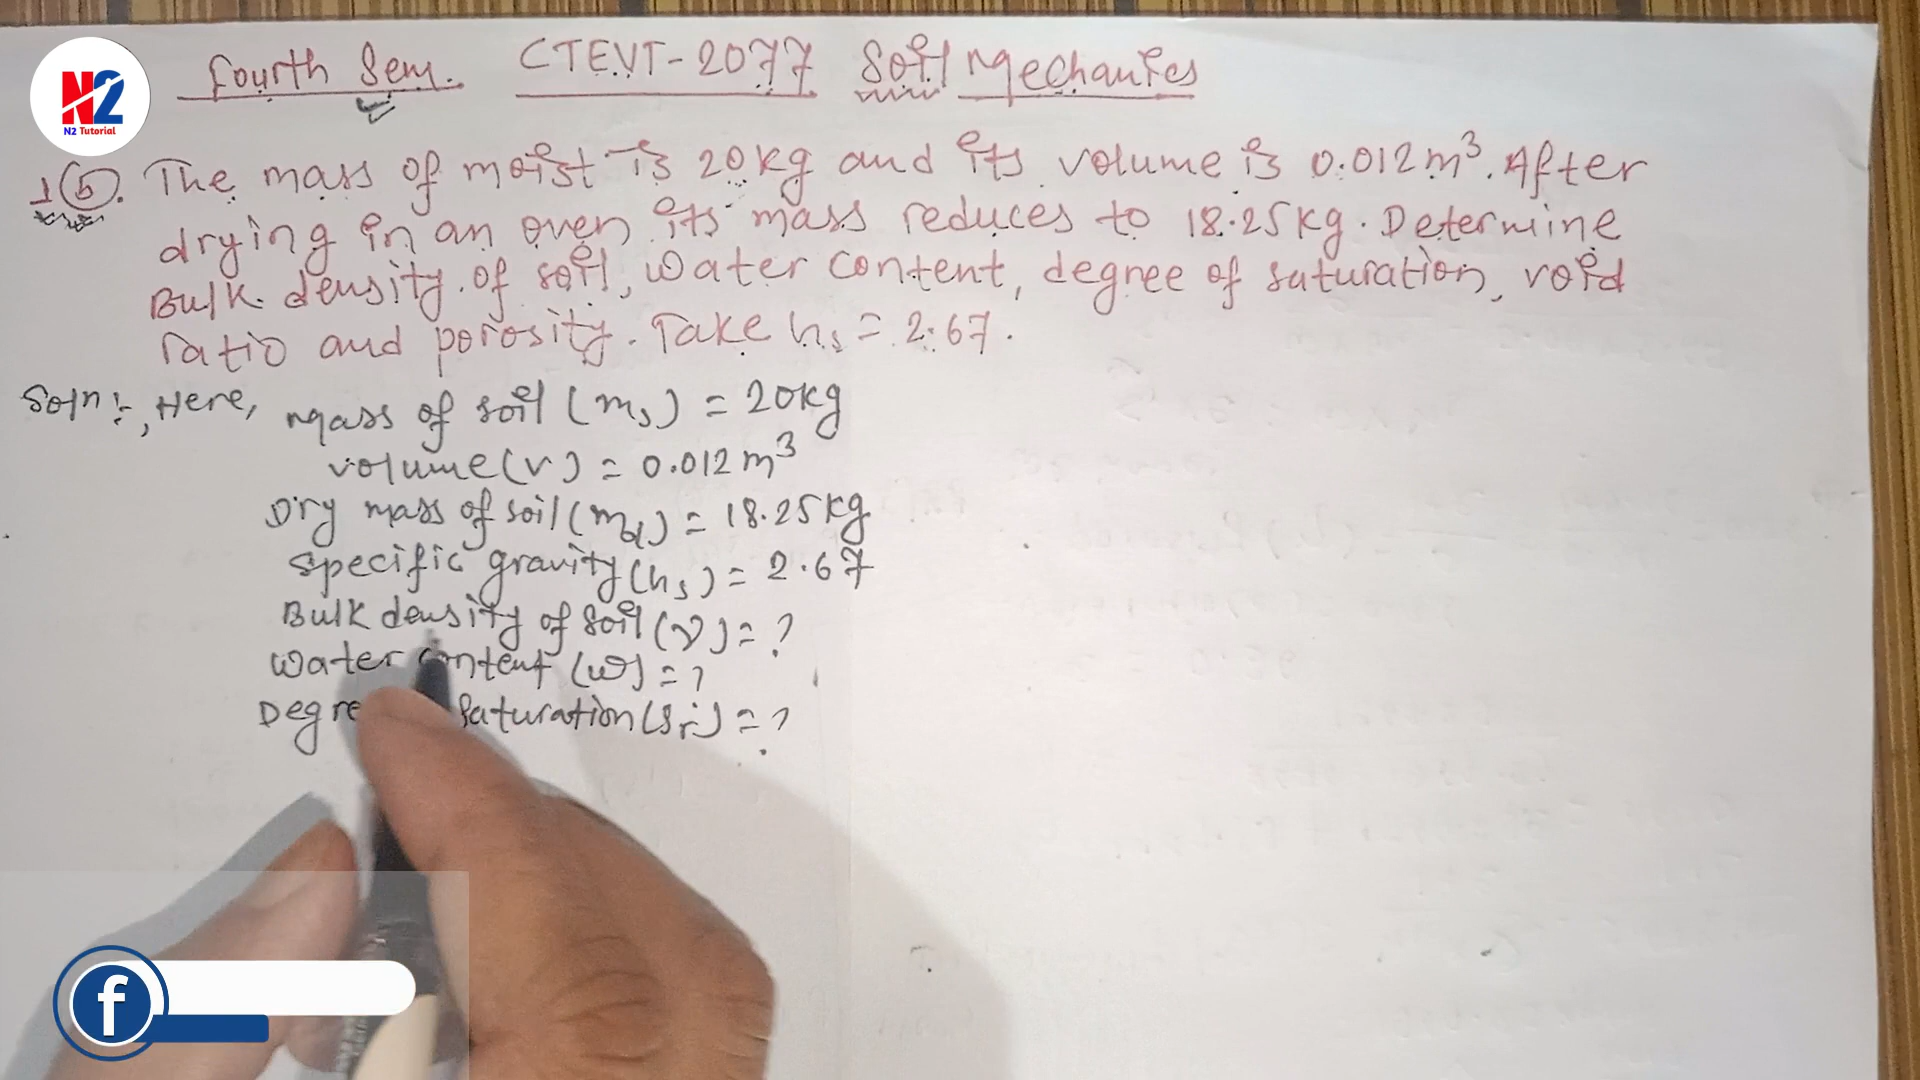 N2
N2 Tutorial
Fourth Sem. CTEVT-2077 Soil Mechanics
1(b). The mass of moist is 20kg and its volume is 0.012m³. After
drying in an oven its mass reduces to 18.25kg. Determine
Bulk density of soil, water content, degree of saturation, void
ratio and porosity. Take hs = 2.67.
Soln:-, Here, mass of soil (ms) = 20kg
volume(v) = 0.012 m³
Dry mass of soil(md) = 18.25kg
specific gravity(hs) = 2.67
Bulk density of soil (γ) = ?
water content (w) = ?
Degre saturation(sr) = ?
f